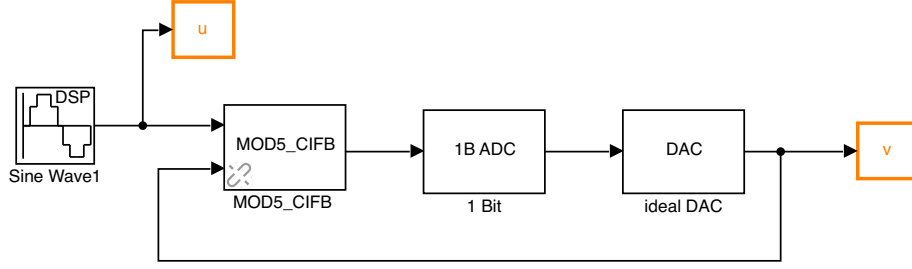 u
DSP
Sine Wave1
MOD5_CIFB
MOD5_CIFB
1B ADC
1 Bit
DAC
ideal DAC
v